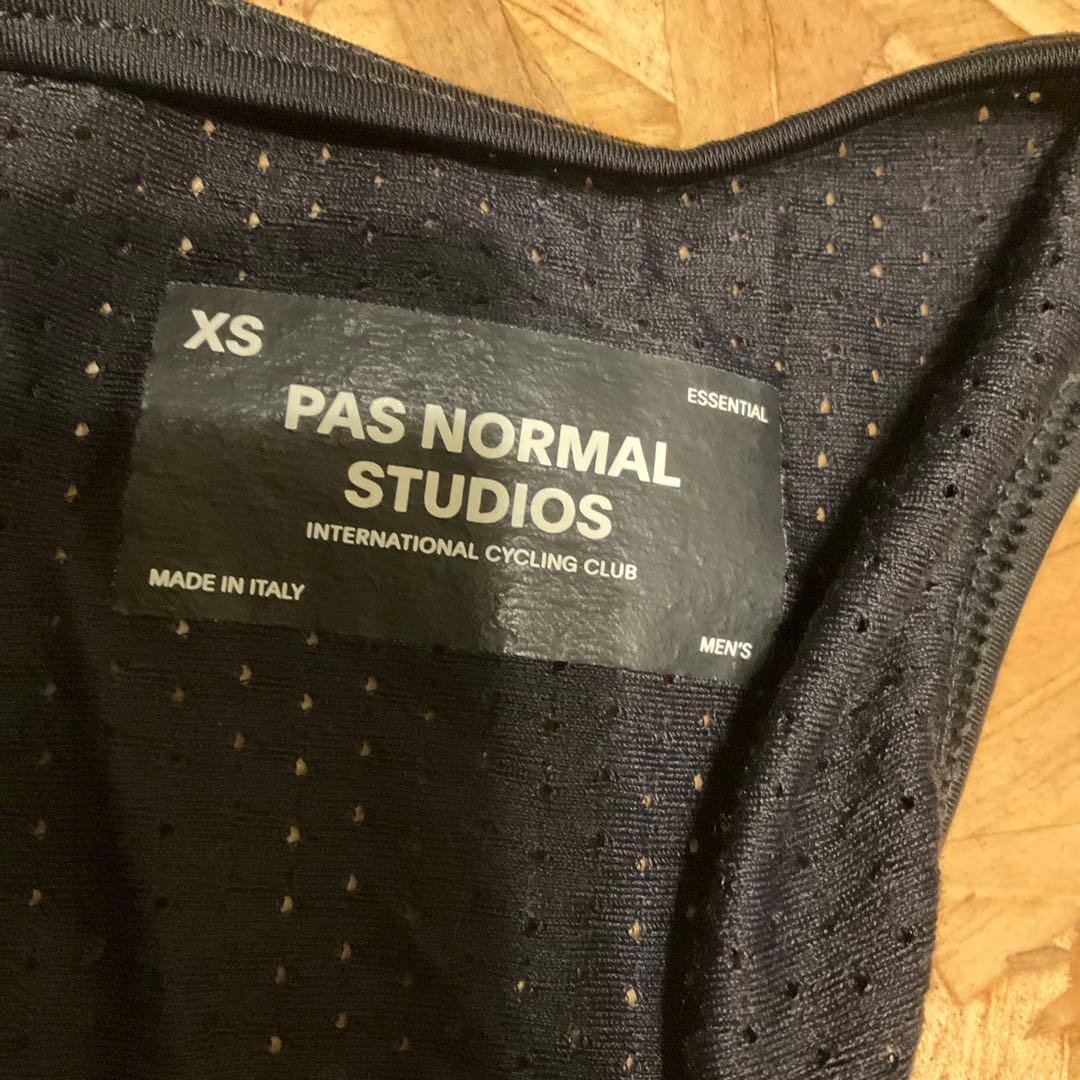 XS
ESSENTIAL
PAS NORMAL
STUDIOS
INTERNATIONAL CYCLING CLUB
MADE IN ITALY
MEN'S